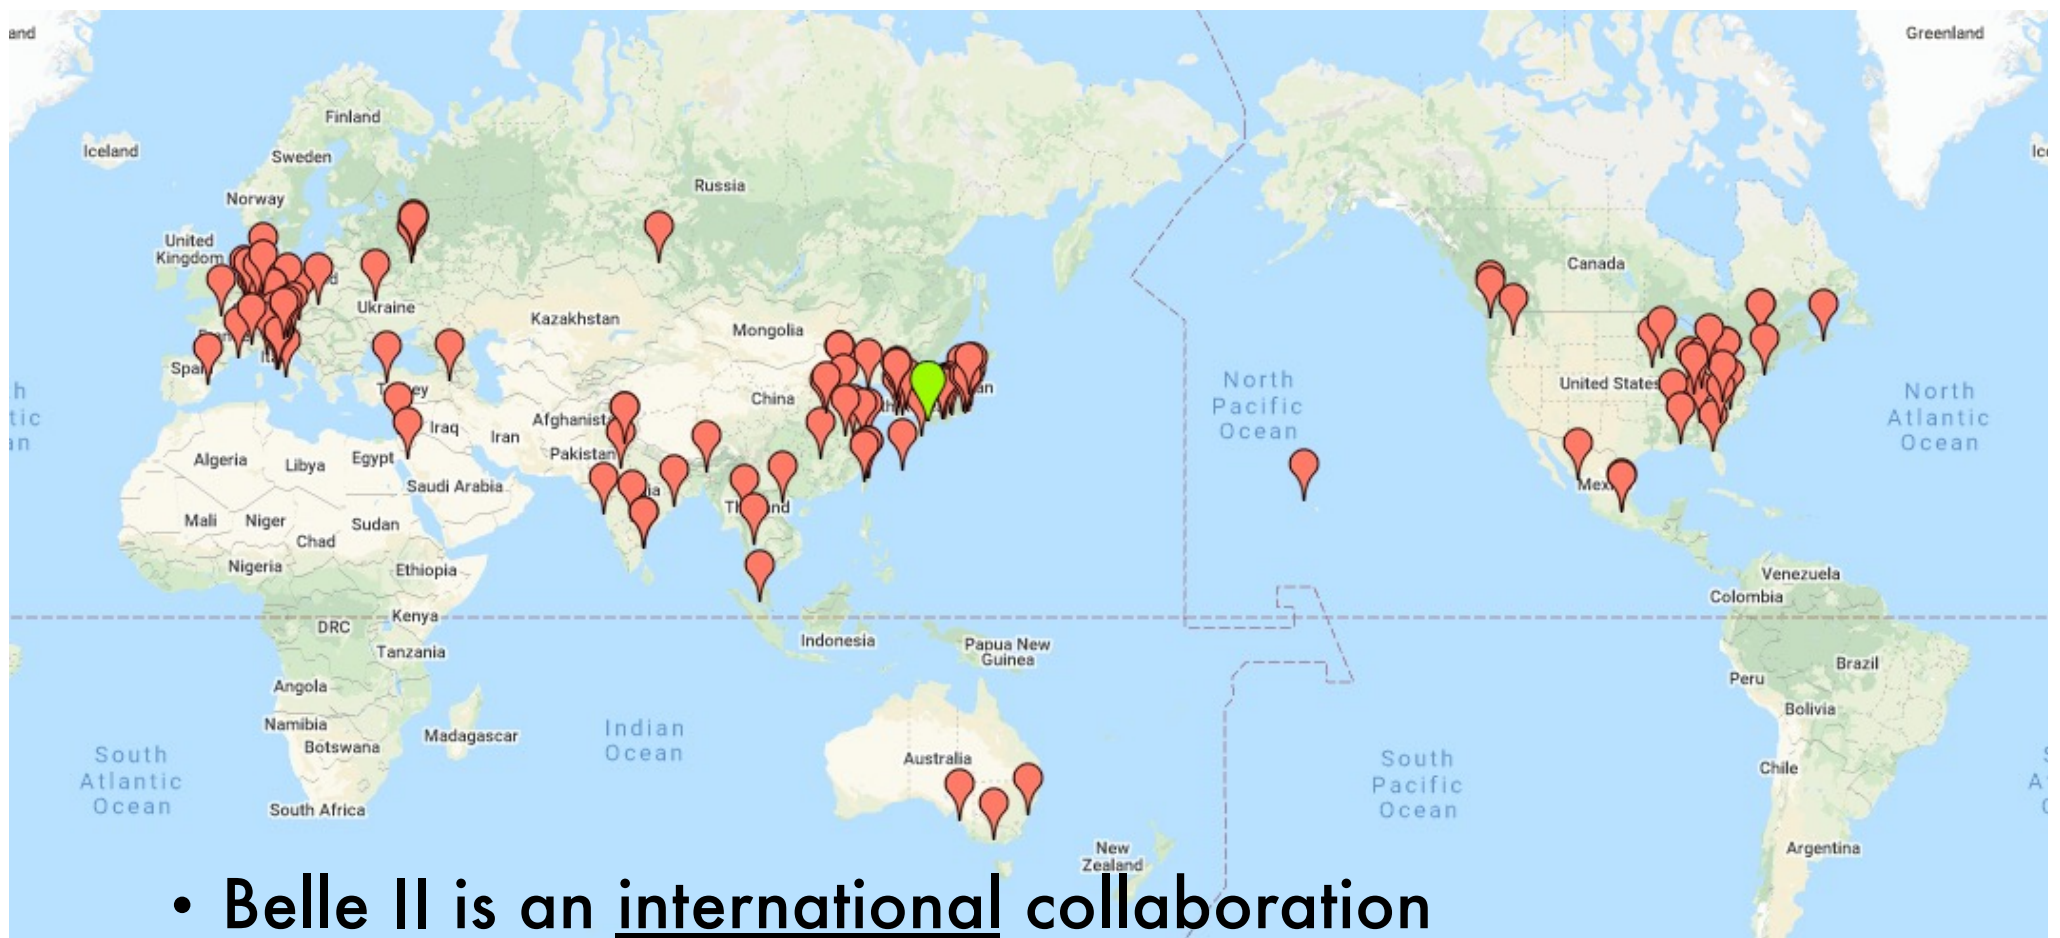 Greenland
Finland
Iceland
Sweden
Russia
Norway
United
Kingdom
Canada
Ukraine
Kazakhstan
Mongolia
United States
China
North
Pacific
Ocean
North
Atlantic
Ocean
Iraq
Iran
Pakistan
Algeria
Libya
Egypt
Saudi Arabia
Mali
Niger
Sudan
Chad
Nigeria
Ethiopia
Venezuela
Colombia
Kenya
DRC
Indonesia
Papua New
Guinea
Tanzania
Brazil
Peru
Angola
Bolivia
Namibia
Botswana
Madagascar
Indian
Ocean
South
Atlantic
Ocean
Australia
South
Pacific
Ocean
Chile
South Africa
New
Zealand
Argentina
• Belle II is an international collaboration